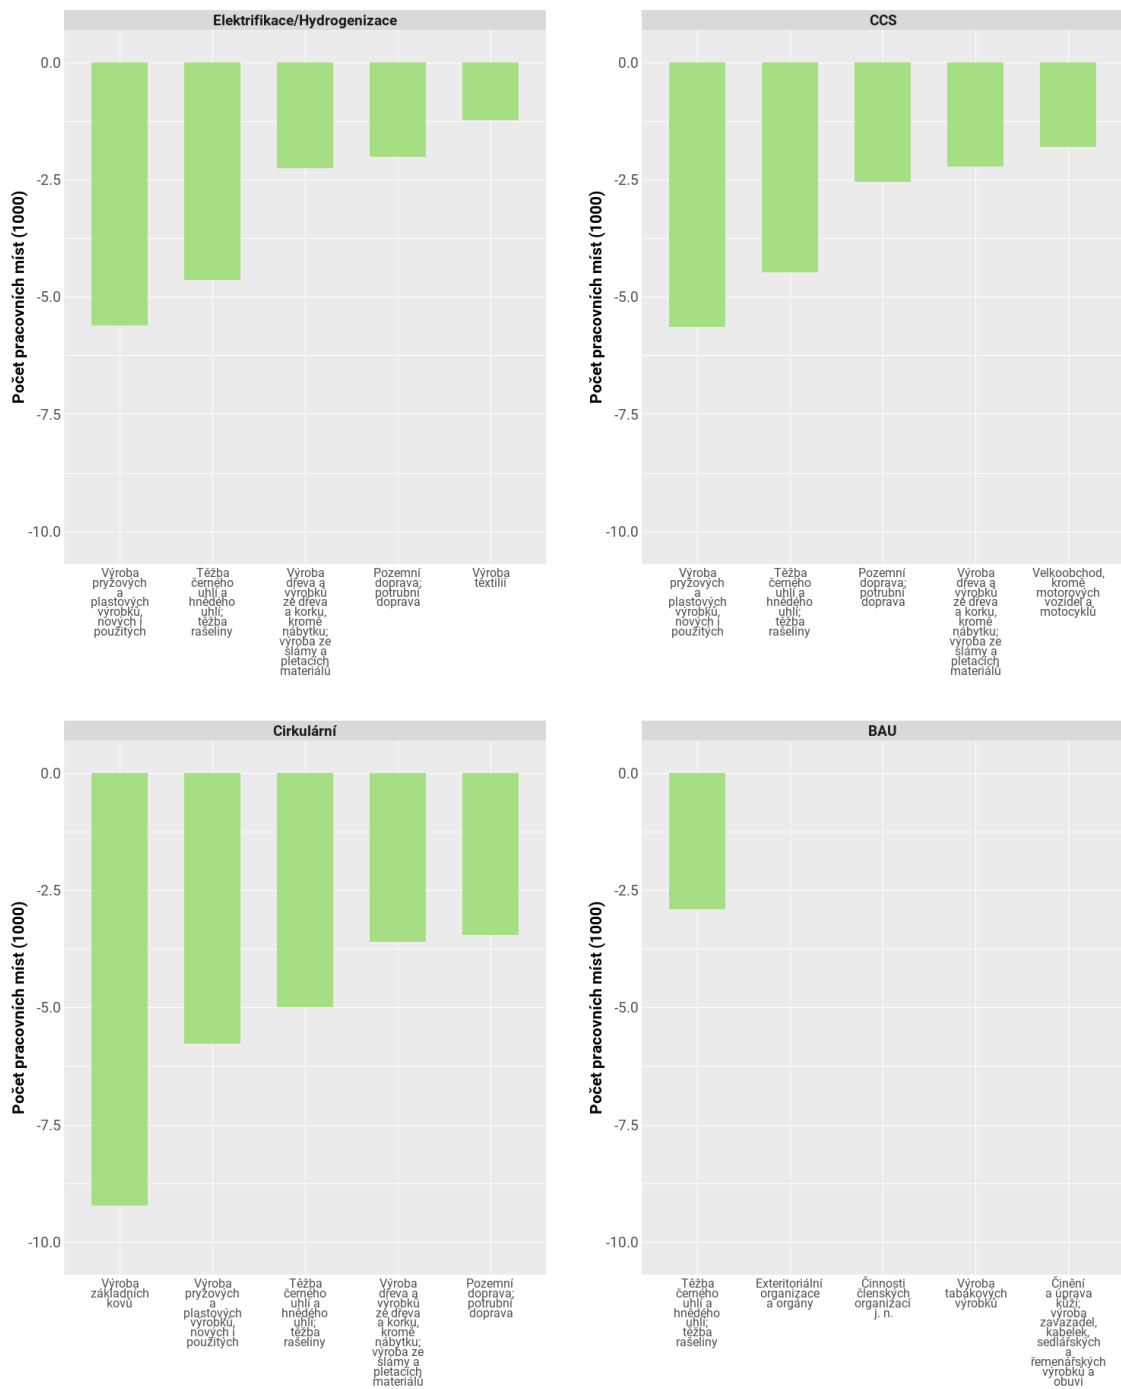 Elektrifikace/Hydrogenizace
Počet pracovních míst (1000)
0.0
-2.5
-5.0
-7.5
-10.0
Výroba
pryžových
a
plastových
výrobků,
nových i
použitých
Těžba
černého
uhlí a
hnědého
uhlí;
těžba
rašeliny
Výroba
dřeva a
výrobků
ze dřeva
a korku,
kromě
nábytku;
výroba ze
slámy a
pletacích
materiálů
Pozemní
doprava;
potrubní
doprava
Výroba
textilií
CCS
Počet pracovních míst (1000)
0.0
-2.5
-5.0
-7.5
-10.0
Výroba
pryžových
a
plastových
výrobků,
nových i
použitých
Těžba
černého
uhlí a
hnědého
uhlí;
těžba
rašeliny
Pozemní
doprava;
potrubní
doprava
Výroba
dřeva a
výrobků
ze dřeva
a korku,
kromě
nábytku;
výroba ze
slámy a
pletacích
materiálů
Velkoobchod,
kromě
motorových
vozidel a
motocyklů
Cirkulární
Počet pracovních míst (1000)
0.0
-2.5
-5.0
-7.5
-10.0
Výroba
základních
kovů
Výroba
pryžových
a
plastových
výrobků,
nových i
použitých
Těžba
černého
uhlí a
hnědého
uhlí;
těžba
rašeliny
Výroba
dřeva a
výrobků
ze dřeva
a korku,
kromě
nábytku;
výroba ze
slámy a
pletacích
materiálů
Pozemní
doprava;
potrubní
doprava
BAU
Počet pracovních míst (1000)
0.0
-2.5
-5.0
-7.5
-10.0
Těžba
černého
uhlí a
hnědého
uhlí;
těžba
rašeliny
Exteritoriální
organizace
a orgány
Činnosti
členských
organizací
j. n.
Výroba
tabákových
výrobků
Činění
a úprava
kůží;
výroba
zavazadel,
kabelek,
sedlářských
a
řemenářských
výrobků a
obuvi